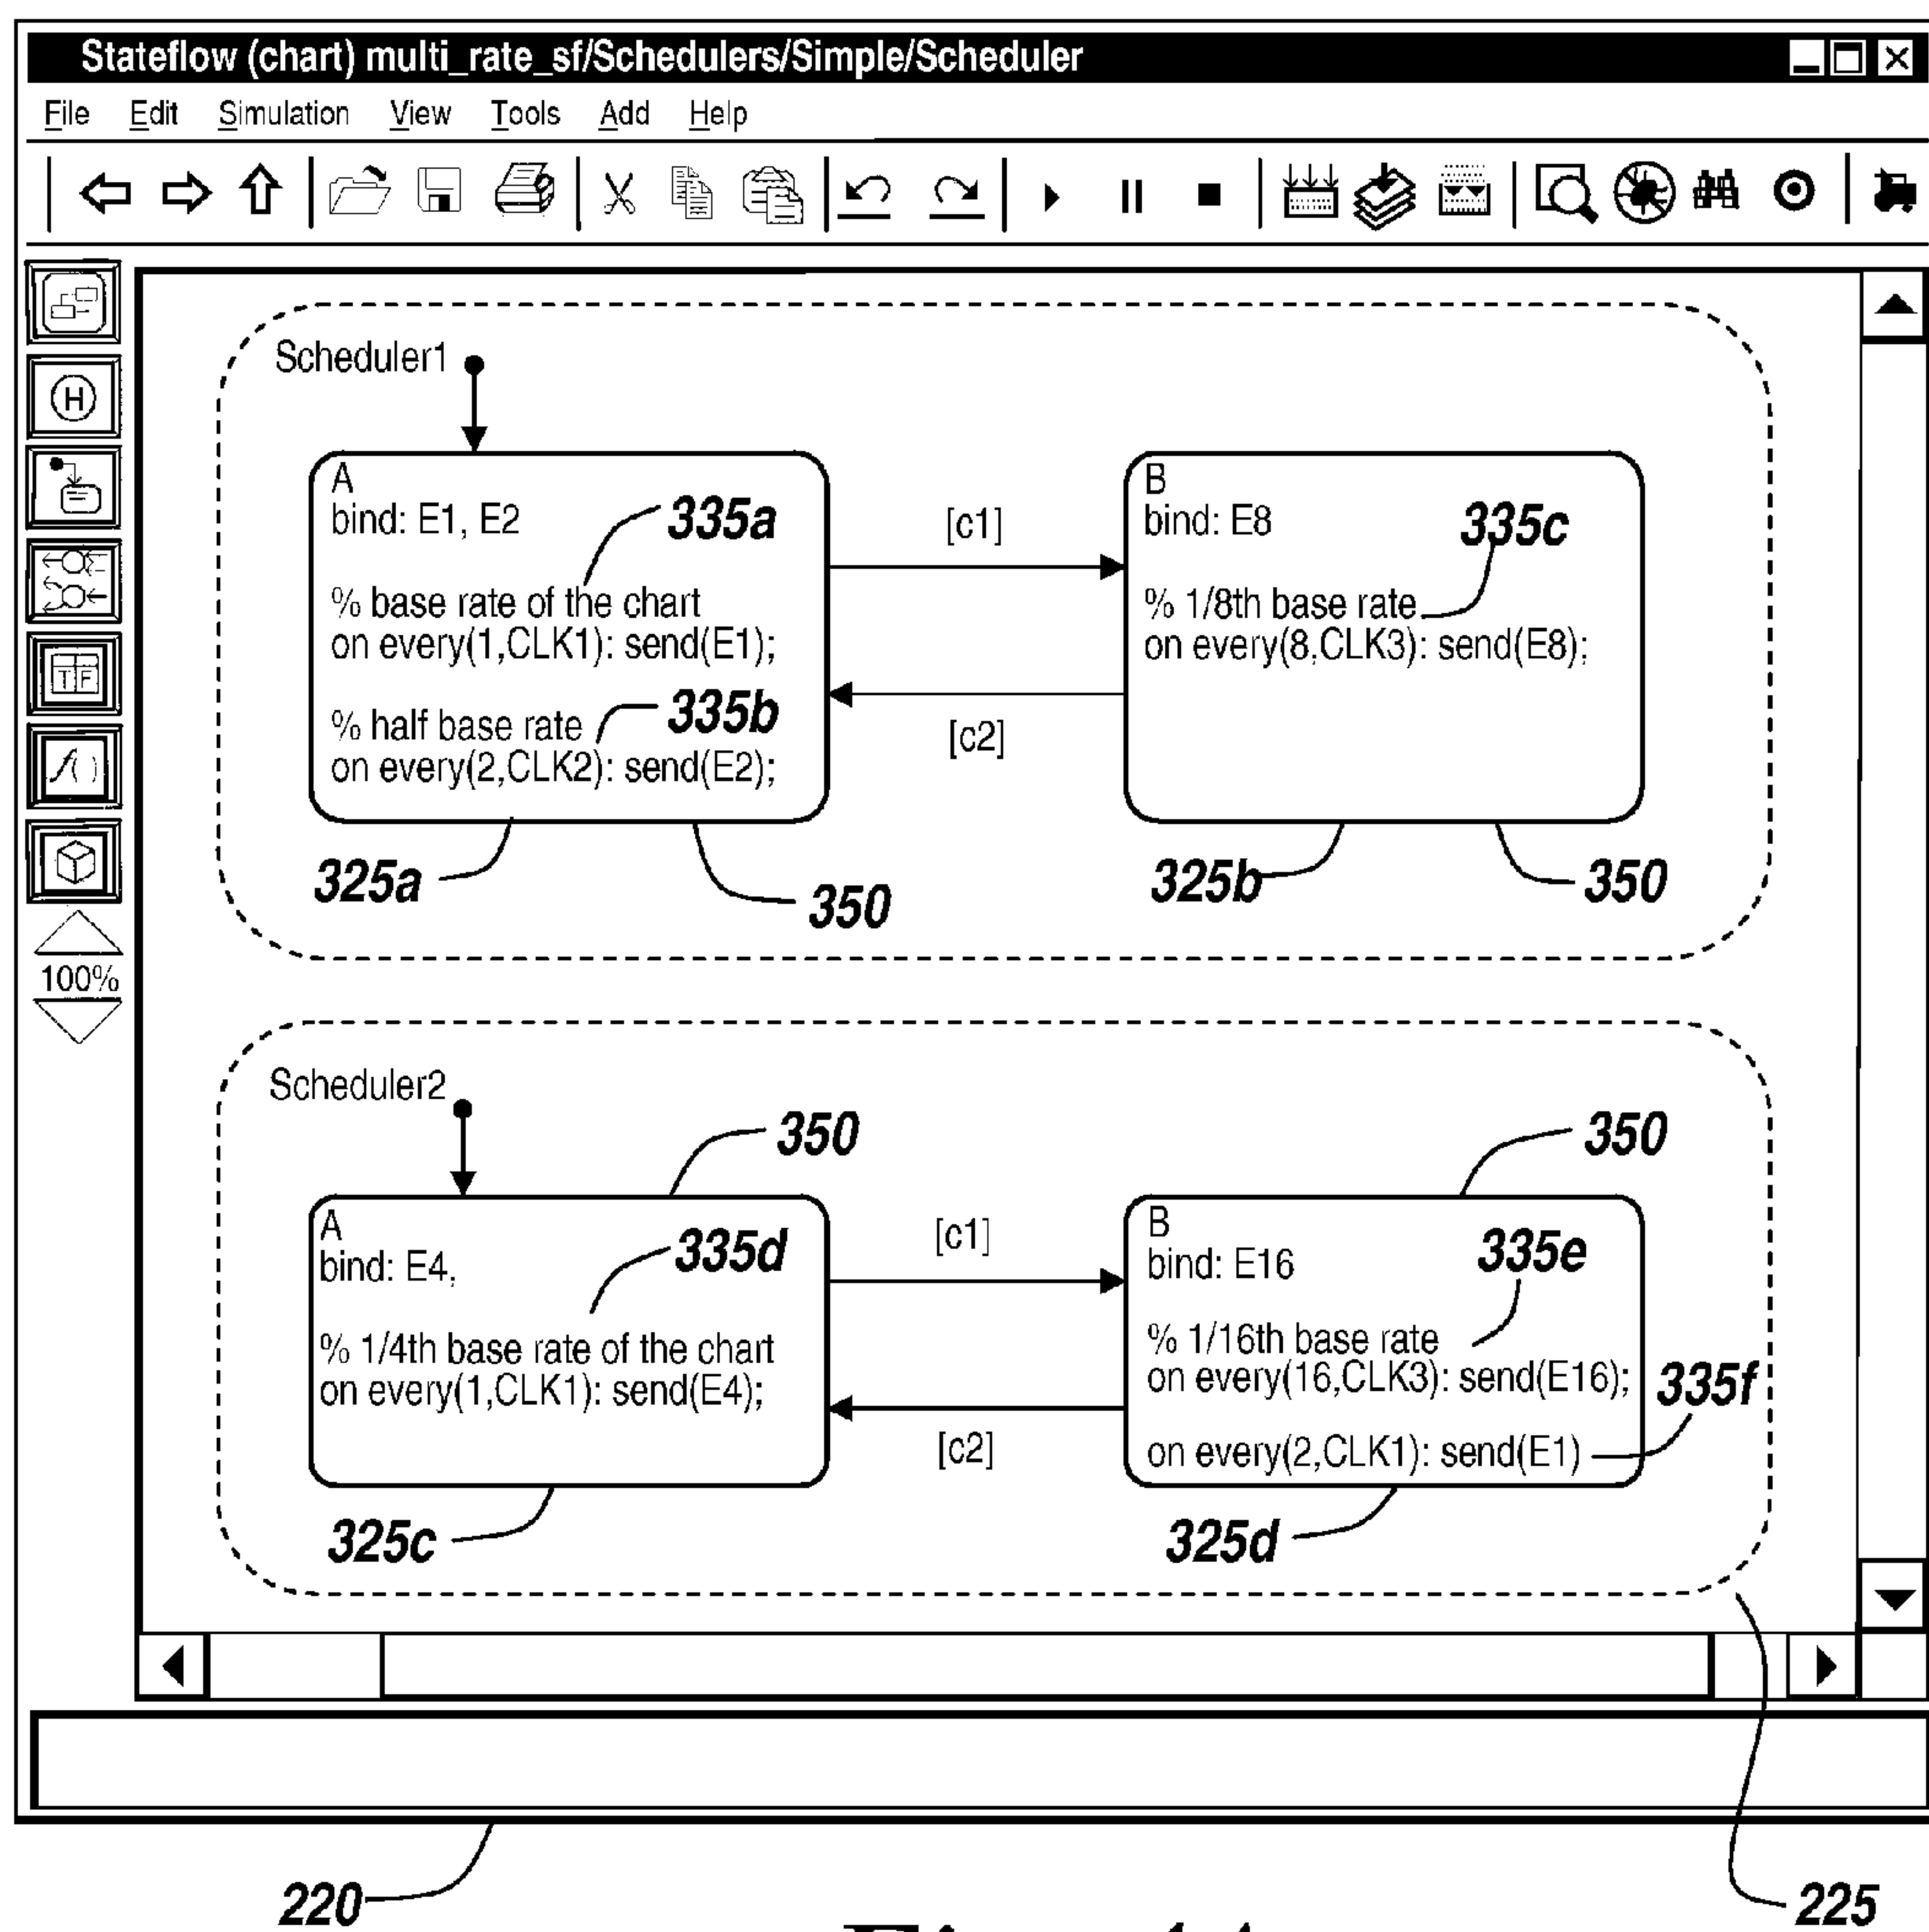 Stateflow (chart) multi_rate_sf/Schedulers/Simple/Scheduler
File Edit Simulation View Tools Add Help
H
T F
f( )
100%
Scheduler1
A
bind: E1, E2
335a
% base rate of the chart
on every(1,CLK1): send(E1);
% half base rate
335b
on every(2,CLK2): send(E2);
[c1]
[c2]
B
bind: E8
335c
% 1/8th base rate
on every(8,CLK3): send(E8);
325a
350
325b
350
Scheduler2
350
350
A
bind: E4,
335d
% 1/4th base rate of the chart
on every(1,CLK1): send(E4);
[c1]
[c2]
B
bind: E16
335e
% 1/16th base rate
on every(16,CLK3): send(E16);
335f
on every(2,CLK1): send(E1)
325c
325d
220
225